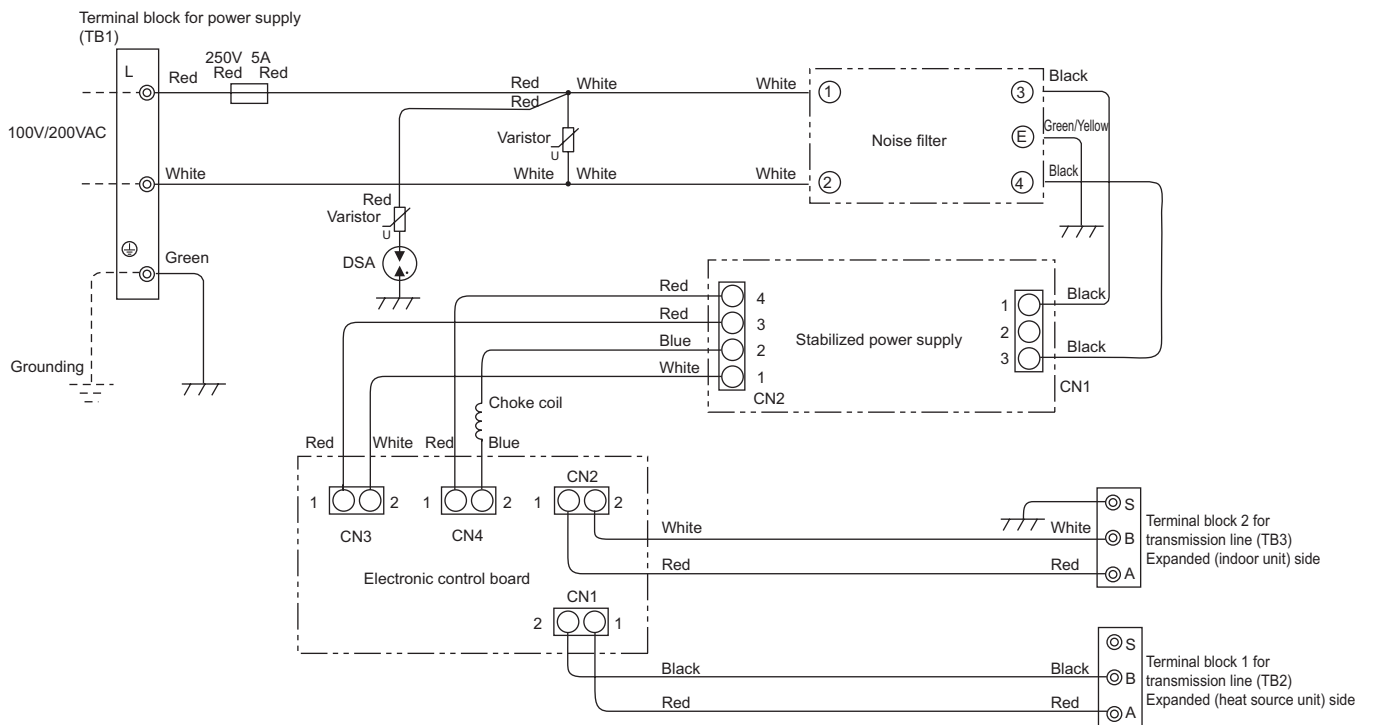 Terminal block for power supply
(TB1)
L
250V 5A
Red Red Red
Red White White
Red
100V/200VAC
Varistor
U
White White White White
Red
Varistor
U
DSA
Green
Grounding
1 3 Black
Noise filter
E Green/Yellow
2 4 Black
Red 4
Red 3
Blue 2
White 1
CN2
Stabilized power supply
1 Black
2
3 Black
CN1
Choke coil
Red White Red Blue
1 2
CN3
1 2
CN4
CN2
1 2
Electronic control board
CN1
2 1
White White
Red Red
S
B
A
Terminal block 2 for
transmission line (TB3)
Expanded (indoor unit) side
Black Black
Red Red
S
B
A
Terminal block 1 for
transmission line (TB2)
Expanded (heat source unit) side